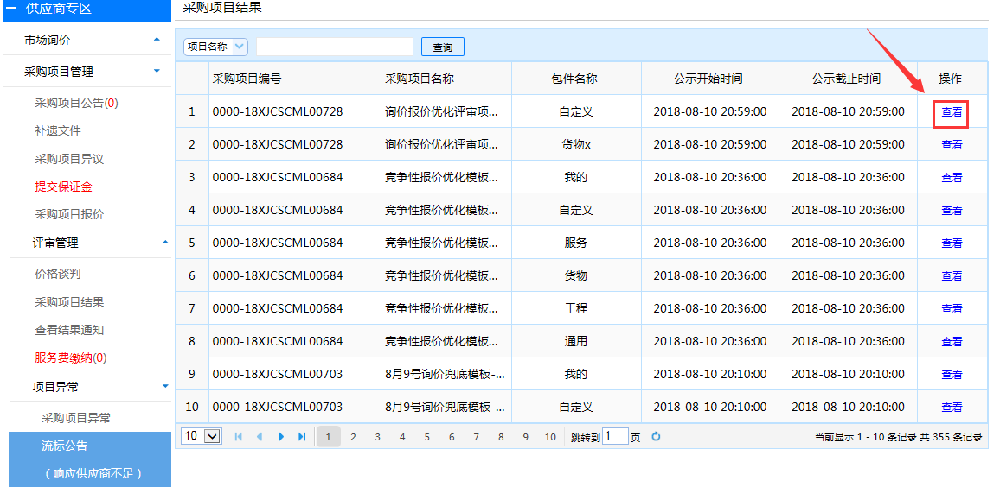 供应商专区
市场询价
采购项目管理
采购项目公告(0)
补遗文件
采购项目异议
提交保证金
采购项目报价
评审管理
价格谈判
采购项目结果
查看结果通知
服务费缴纳(0)
项目异常
采购项目异常
流标公告
（响应供应商不足）
采购项目结果
项目名称 查询
采购项目编号 采购项目名称 包件名称 公示开始时间 公示截止时间 操作
1 0000-18XJCSCML00728 询价报价优化评审项... 自定义 2018-08-10 20:59:00 2018-08-10 20:59:00 查看
2 0000-18XJCSCML00728 询价报价优化评审项... 货物x 2018-08-10 20:59:00 2018-08-10 20:59:00 查看
3 0000-18XJCSCML00684 竞争性报价优化模板... 我的 2018-08-10 20:36:00 2018-08-10 20:36:00 查看
4 0000-18XJCSCML00684 竞争性报价优化模板... 自定义 2018-08-10 20:36:00 2018-08-10 20:36:00 查看
5 0000-18XJCSCML00684 竞争性报价优化模板... 服务 2018-08-10 20:36:00 2018-08-10 20:36:00 查看
6 0000-18XJCSCML00684 竞争性报价优化模板... 货物 2018-08-10 20:36:00 2018-08-10 20:36:00 查看
7 0000-18XJCSCML00684 竞争性报价优化模板... 工程 2018-08-10 20:36:00 2018-08-10 20:36:00 查看
8 0000-18XJCSCML00684 竞争性报价优化模板... 通用 2018-08-10 20:36:00 2018-08-10 20:36:00 查看
9 0000-18XJCSCML00703 8月9号询价兜底模板-... 我的 2018-08-10 20:10:00 2018-08-10 20:10:00 查看
10 0000-18XJCSCML00703 8月9号询价兜底模板-... 自定义 2018-08-10 20:10:00 2018-08-10 20:10:00 查看
10 1 2 3 4 5 6 7 8 9 10 跳转到 1 页 当前显示 1 - 10 条记录 共 355 条记录